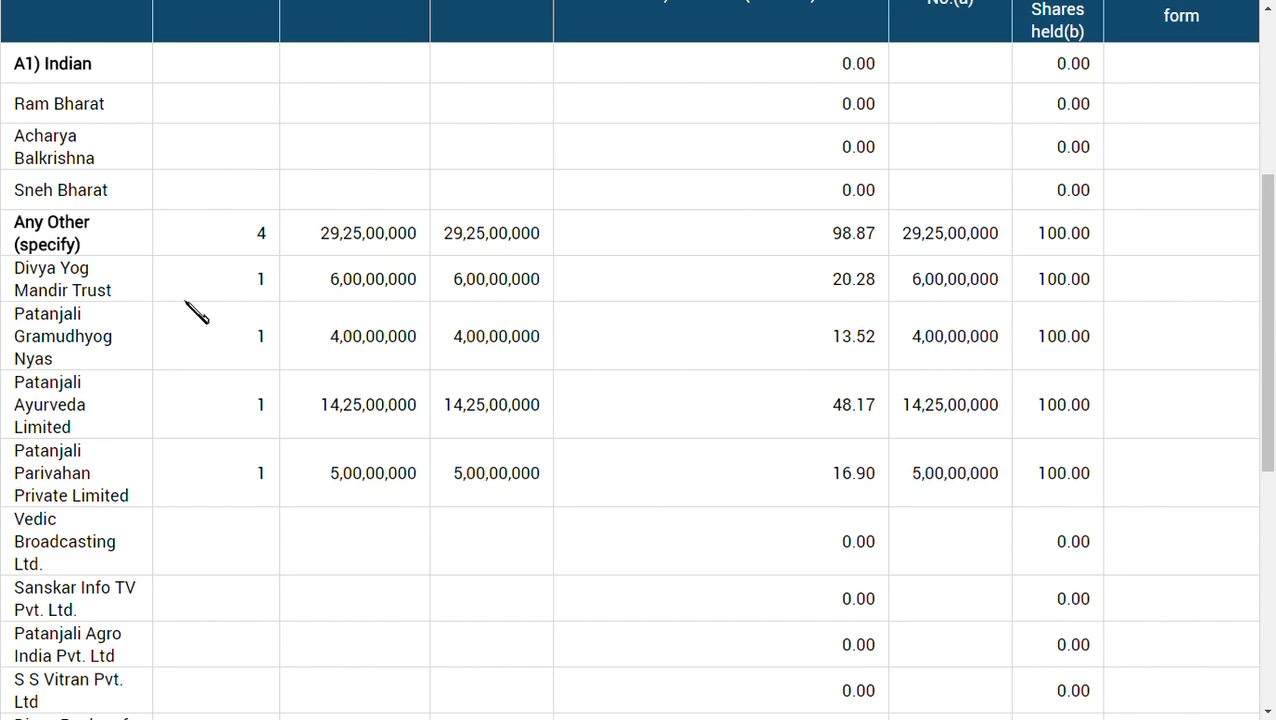 Shares
held(b)
form
A1) Indian 0.00 0.00
Ram Bharat 0.00 0.00
Acharya
Balkrishna 0.00 0.00
Sneh Bharat 0.00 0.00
Any Other
(specify) 4 29,25,00,000 29,25,00,000 98.87 29,25,00,000 100.00
Divya Yog
Mandir Trust 1 6,00,00,000 6,00,00,000 20.28 6,00,00,000 100.00
Patanjali
Gramudhyog 1 4,00,00,000 4,00,00,000 13.52 4,00,00,000 100.00
Nyas
Patanjali
Ayurveda 1 14,25,00,000 14,25,00,000 48.17 14,25,00,000 100.00
Limited
Patanjali
Parivahan 1 5,00,00,000 5,00,00,000 16.90 5,00,00,000 100.00
Private Limited
Vedic
Broadcasting 0.00 0.00
Ltd.
Sanskar Info TV
Pvt. Ltd. 0.00 0.00
Patanjali Agro
India Pvt. Ltd 0.00 0.00
S S Vitran Pvt.
Ltd 0.00 0.00